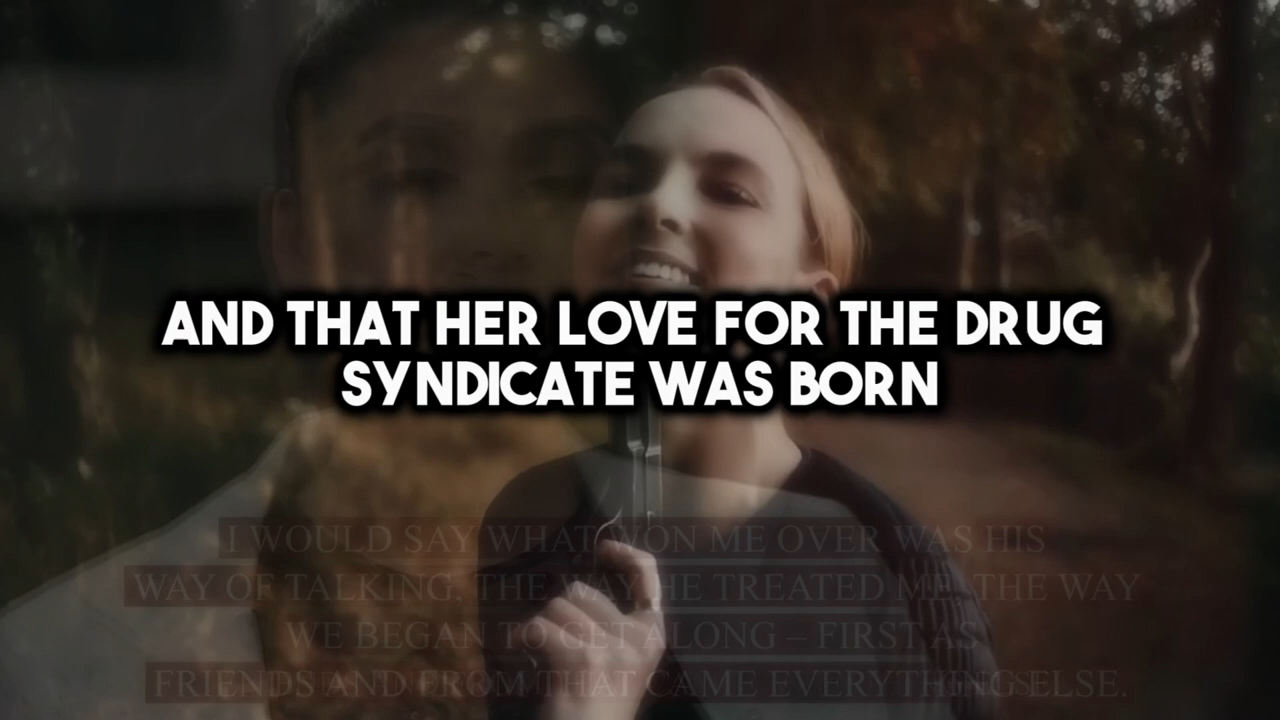 AND THAT HER LOVE FOR THE DRUG
SYNDICATE WAS BORN
I WOULD SAY WHAT WON ME OVER WAS HIS
WAY OF TALKING, THE WAY HE TREATED ME, THE WAY
WE BEGAN TO GET ALONG – FIRST AS
FRIENDS AND FROM THAT CAME EVERYTHING ELSE.